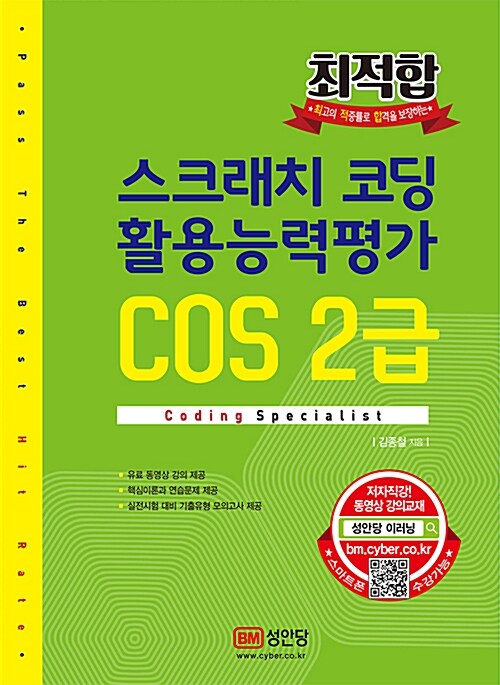 • Pass The Best Hit Rate •
최적합
★최고의 적중률로 합격을 보장하는★
스크래치 코딩
활용능력평가
COS 2급
Coding Specialist
| 김종철 지음 |
유료 동영상 강의 제공
핵심이론과 연습문제 제공
실전시험 대비 기출유형 모의고사 제공
저자직강!
동영상 강의교재
성안당 이러닝
bm.cyber.co.kr
★스마트폰 수강가능★
BM 성안당
www.cyber.co.kr